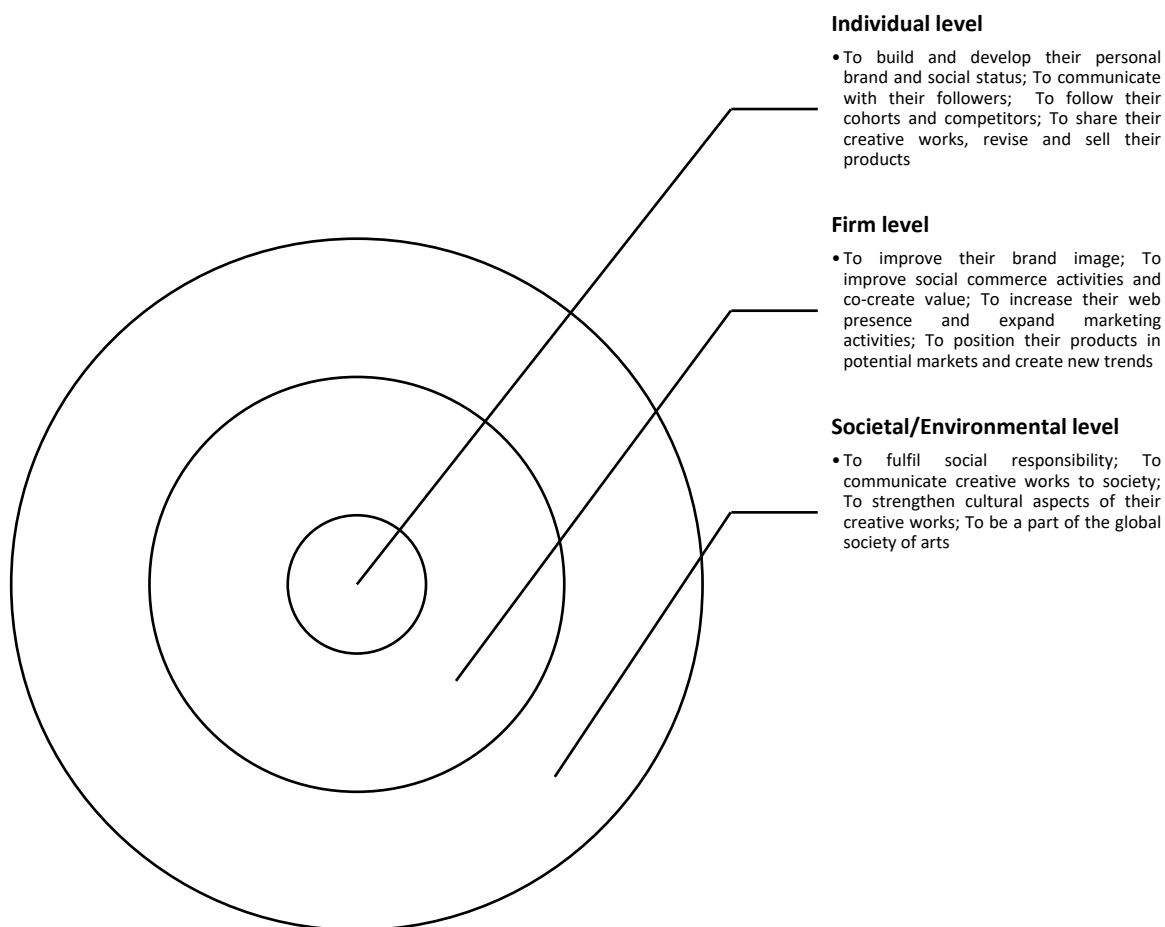 Individual level
•To build and develop their personal
brand and social status; To communicate
with their followers; To follow their
cohorts and competitors; To share their
creative works, revise and sell their
products
Firm level
•To improve their brand image; To
improve social commerce activities and
co-create value; To increase their web
presence and expand marketing
activities; To position their products in
potential markets and create new trends
Societal/Environmental level
•To fulfil social responsibility; To
communicate creative works to society;
To strengthen cultural aspects of their
creative works; To be a part of the global
society of arts